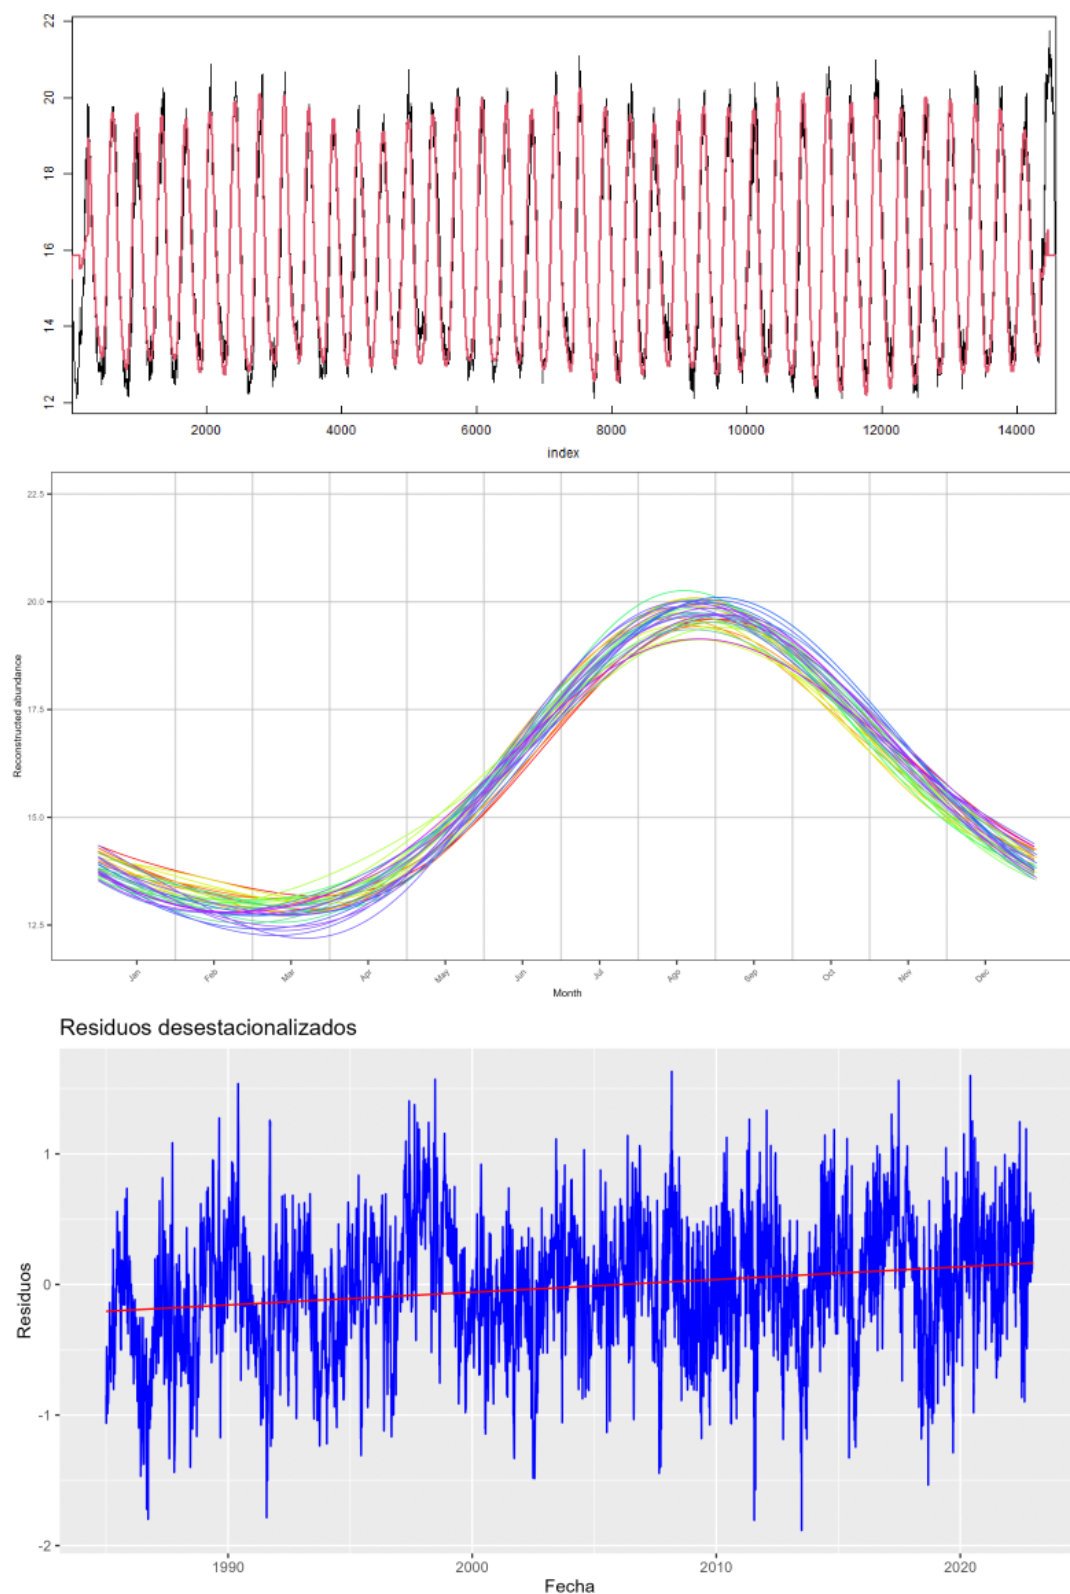 22
20
18
16
14
12
2000 4000 6000 8000 10000 12000 14000
index
22.5
20.0
17.5
15.0
12.5
Reconstructed abundance
Jan Feb Mar Apr May Jun Jul Ago Sep Oct Nov Dec
Month
Residuos desestacionalizados
1
0
-1
-2
Residuos
1990 2000 2010 2020
Fecha